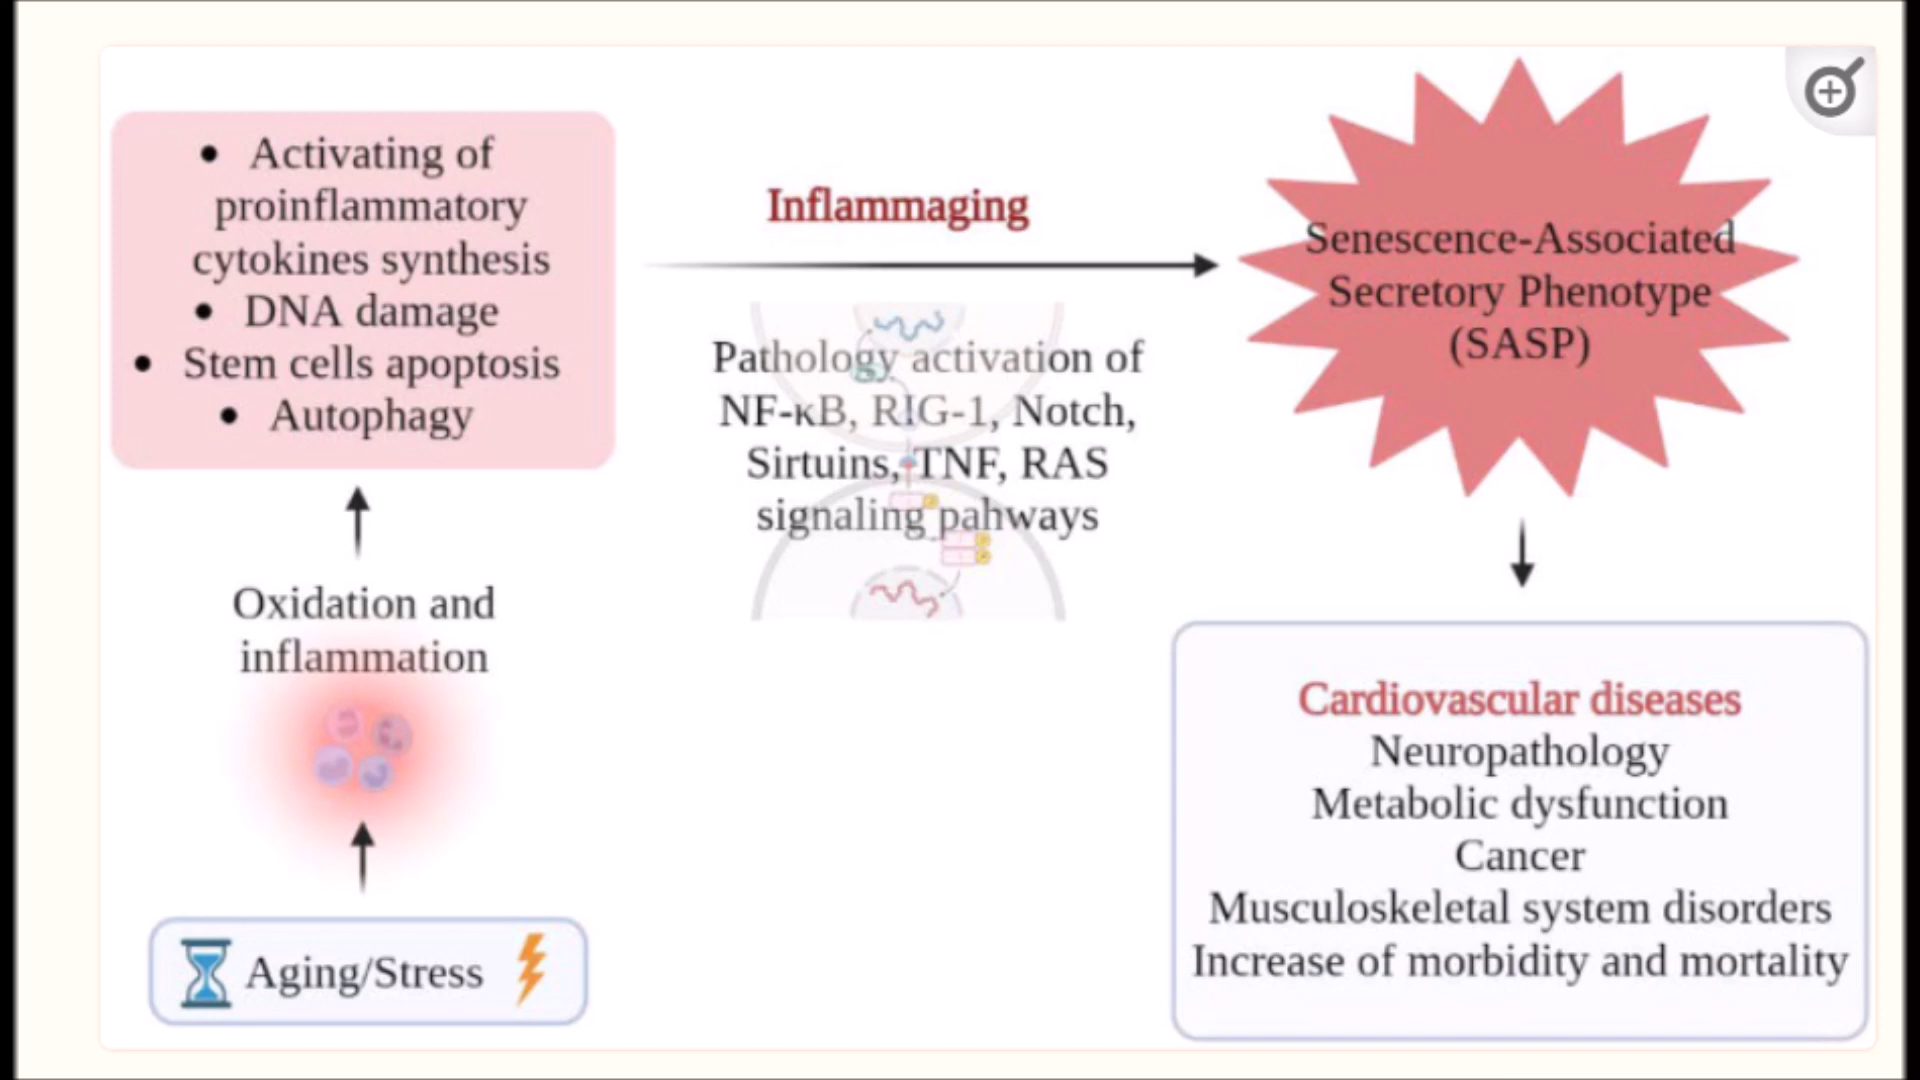 • Activating of
proinflammatory
cytokines synthesis
• DNA damage
• Stem cells apoptosis
• Autophagy
Oxidation and
inflammation
Aging/Stress
Inflammaging
Pathology activation of
NF-κB, RIG-1, Notch,
Sirtuins, TNF, RAS
signaling pahways
Senescence-Associated
Secretory Phenotype
(SASP)
Cardiovascular diseases
Neuropathology
Metabolic dysfunction
Cancer
Musculoskeletal system disorders
Increase of morbidity and mortality